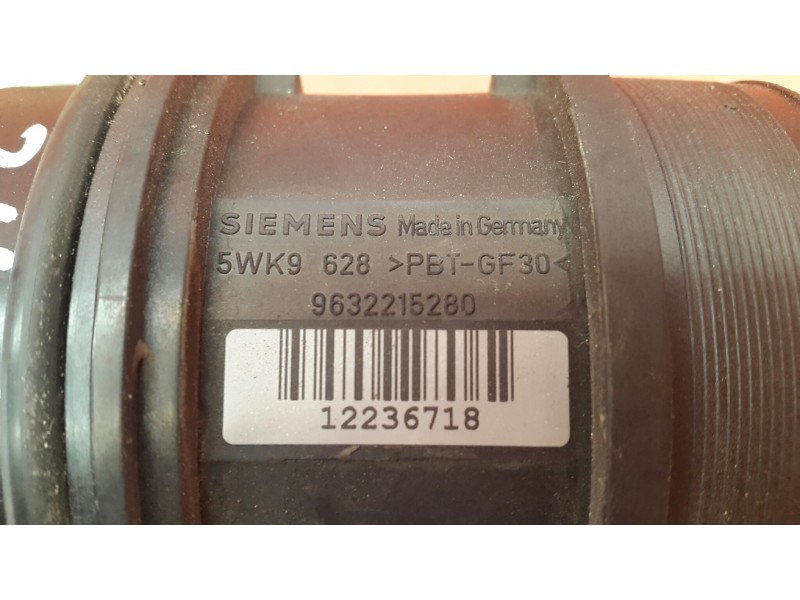 SIEMENS Made in Germany
5WK9 628 >PBT-GF30<
9632215280
12236718